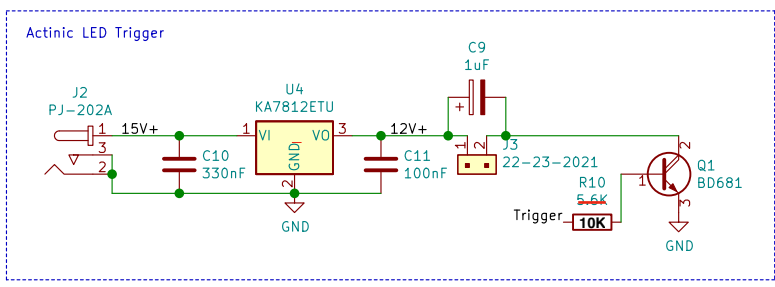 Actinic LED Trigger
C9
1uF
J2
PJ-202A
U4
KA7812ETU
1
15V+
1
VI
VO
3
12V+
+
1
2
J3
22-23-2021
2
3
2
C10
330nF
GND
2
C11
100nF
Q1
BD681
1
3
R10
5.6K
Trigger
10K
GND
GND